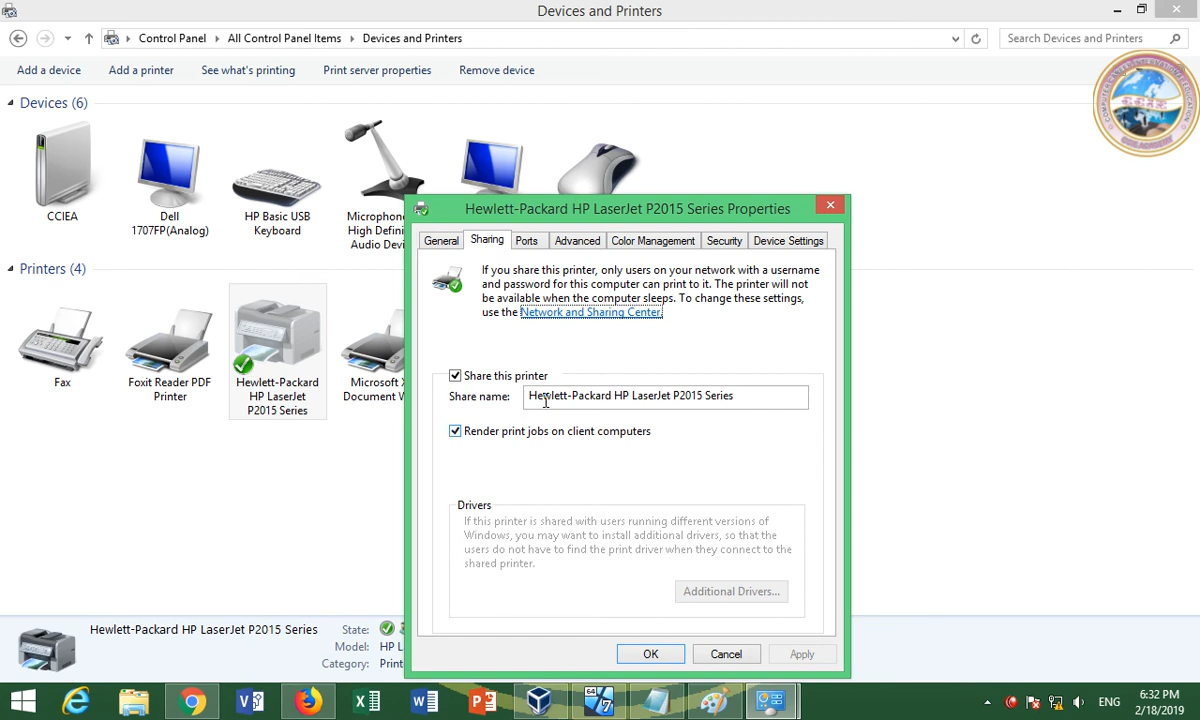 Devices and Printers
Control Panel
All Control Panel Items
Devices and Printers
Search Devices and Printers
Add a device
Add a printer
See what's printing
Print server properties
Remove device
Devices (6)
CCIEA
Dell
1707FP(Analog)
HP Basic USB
Keyboard
Microphone
High Defini
Audio Devi
Printers (4)
Fax
Foxit Reader PDF
Printer
Hewlett-Packard
HP LaserJet
P2015 Series
Microsoft X
Document W
Hewlett-Packard HP LaserJet P2015 Series Properties
General
Sharing
Ports
Advanced
Color Management
Security
Device Settings
If you share this printer, only users on your network with a username
and password for this computer can print to it. The printer will not
be available when the computer sleeps. To change these settings,
use the Network and Sharing Center.
Share this printer
Share name:
Hewlett-Packard HP LaserJet P2015 Series
Render print jobs on client computers
Drivers
If this printer is shared with users running different versions of
Windows, you may want to install additional drivers, so that the
users do not have to find the print driver when they connect to the
shared printer.
Additional Drivers...
OK
Cancel
Apply
Hewlett-Packard HP LaserJet P2015 Series
State:
Model: HP L
Category: Print
ENG
6:32 PM
2/18/2019